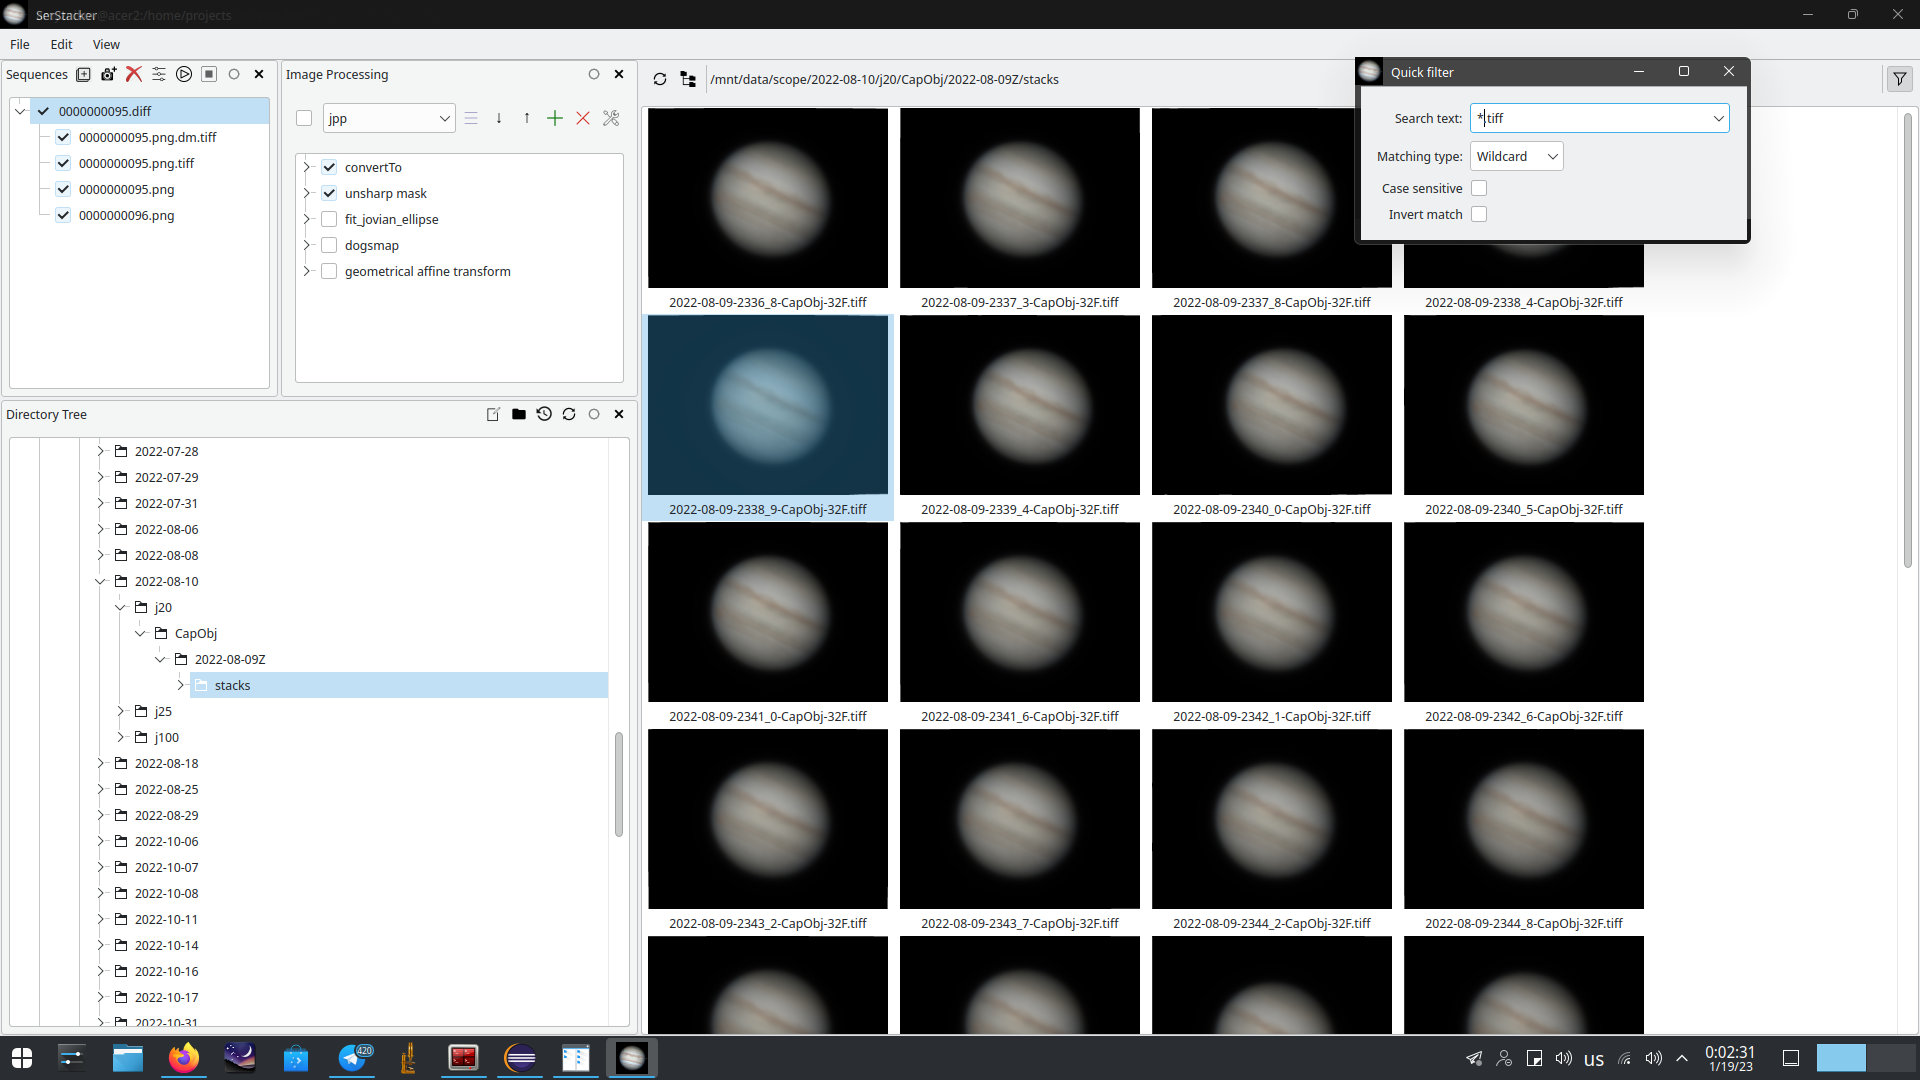 SerStacker @acer2:/home/projects
File Edit View
Sequences
0000000095.diff
0000000095.png.dm.tiff
0000000095.png.tiff
0000000095.png
0000000096.png
Image Processing
jpp
convertTo
unsharp mask
fit_jovian_ellipse
dogsmap
geometrical affine transform
Directory Tree
2022-07-28
2022-07-29
2022-07-31
2022-08-06
2022-08-08
2022-08-10
j20
CapObj
2022-08-09Z
stacks
j25
j100
2022-08-18
2022-08-25
2022-08-29
2022-10-06
2022-10-07
2022-10-08
2022-10-11
2022-10-14
2022-10-16
2022-10-17
2022-10-31
/mnt/data/scope/2022-08-10/j20/CapObj/2022-08-09Z/stacks
Quick filter
Search text: *.tiff
Matching type: Wildcard
Case sensitive
Invert match
2022-08-09-2336_8-CapObj-32F.tiff 2022-08-09-2337_3-CapObj-32F.tiff 2022-08-09-2337_8-CapObj-32F.tiff 2022-08-09-2338_4-CapObj-32F.tiff
2022-08-09-2338_9-CapObj-32F.tiff 2022-08-09-2339_4-CapObj-32F.tiff 2022-08-09-2340_0-CapObj-32F.tiff 2022-08-09-2340_5-CapObj-32F.tiff
2022-08-09-2341_0-CapObj-32F.tiff 2022-08-09-2341_6-CapObj-32F.tiff 2022-08-09-2342_1-CapObj-32F.tiff 2022-08-09-2342_6-CapObj-32F.tiff
2022-08-09-2343_2-CapObj-32F.tiff 2022-08-09-2343_7-CapObj-32F.tiff 2022-08-09-2344_2-CapObj-32F.tiff 2022-08-09-2344_8-CapObj-32F.tiff
420
us
0:02:31
1/19/23